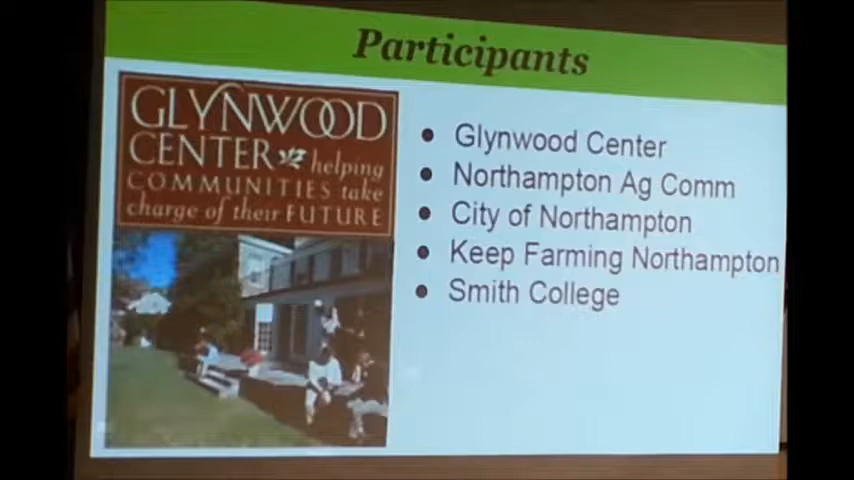 Participants
GLYNWOOD
CENTER helping
COMMUNITIES take
charge of their FUTURE
• Glynwood Center
• Northampton Ag Comm
• City of Northampton
• Keep Farming Northampton
• Smith College